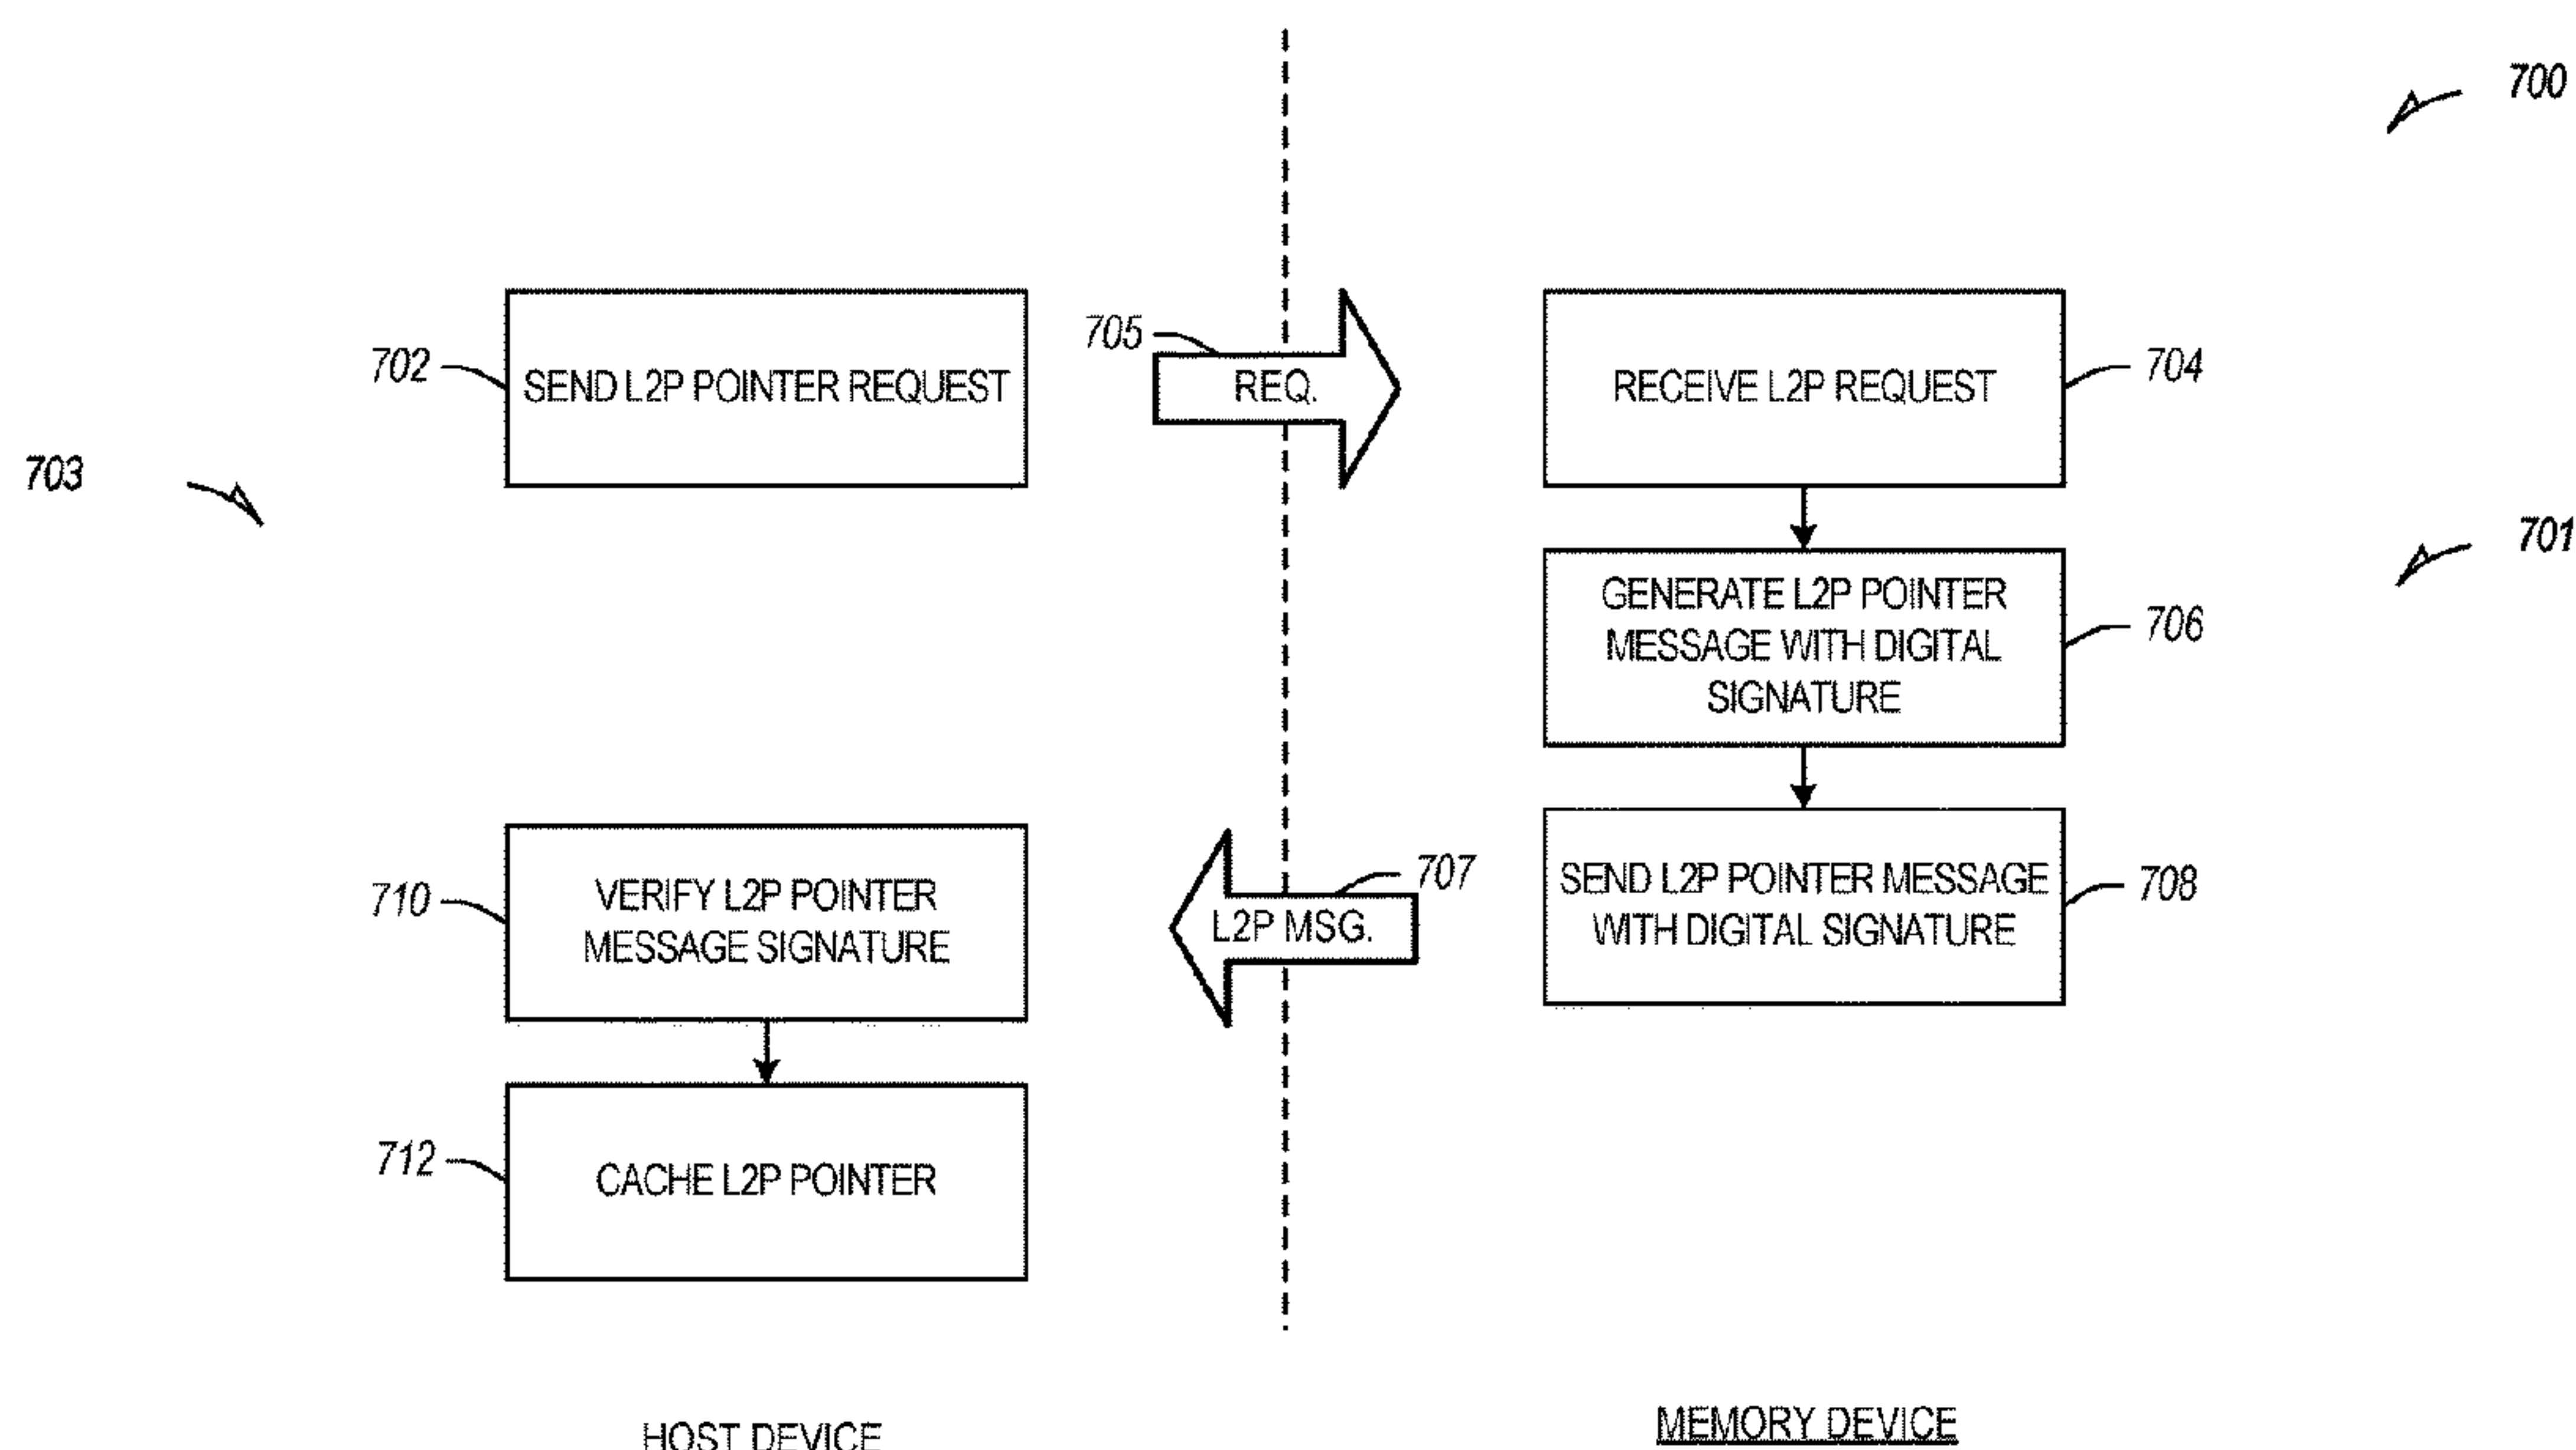 700
705
702
SEND L2P POINTER REQUEST
REQ.
RECEIVE L2P REQUEST
704
703
701
GENERATE L2P POINTER
MESSAGE WITH DIGITAL
SIGNATURE
706
710
VERIFY L2P POINTER
MESSAGE SIGNATURE
707
L2P MSG.
SEND L2P POINTER MESSAGE
WITH DIGITAL SIGNATURE
708
712
CACHE L2P POINTER
HOST DEVICE
MEMORY DEVICE